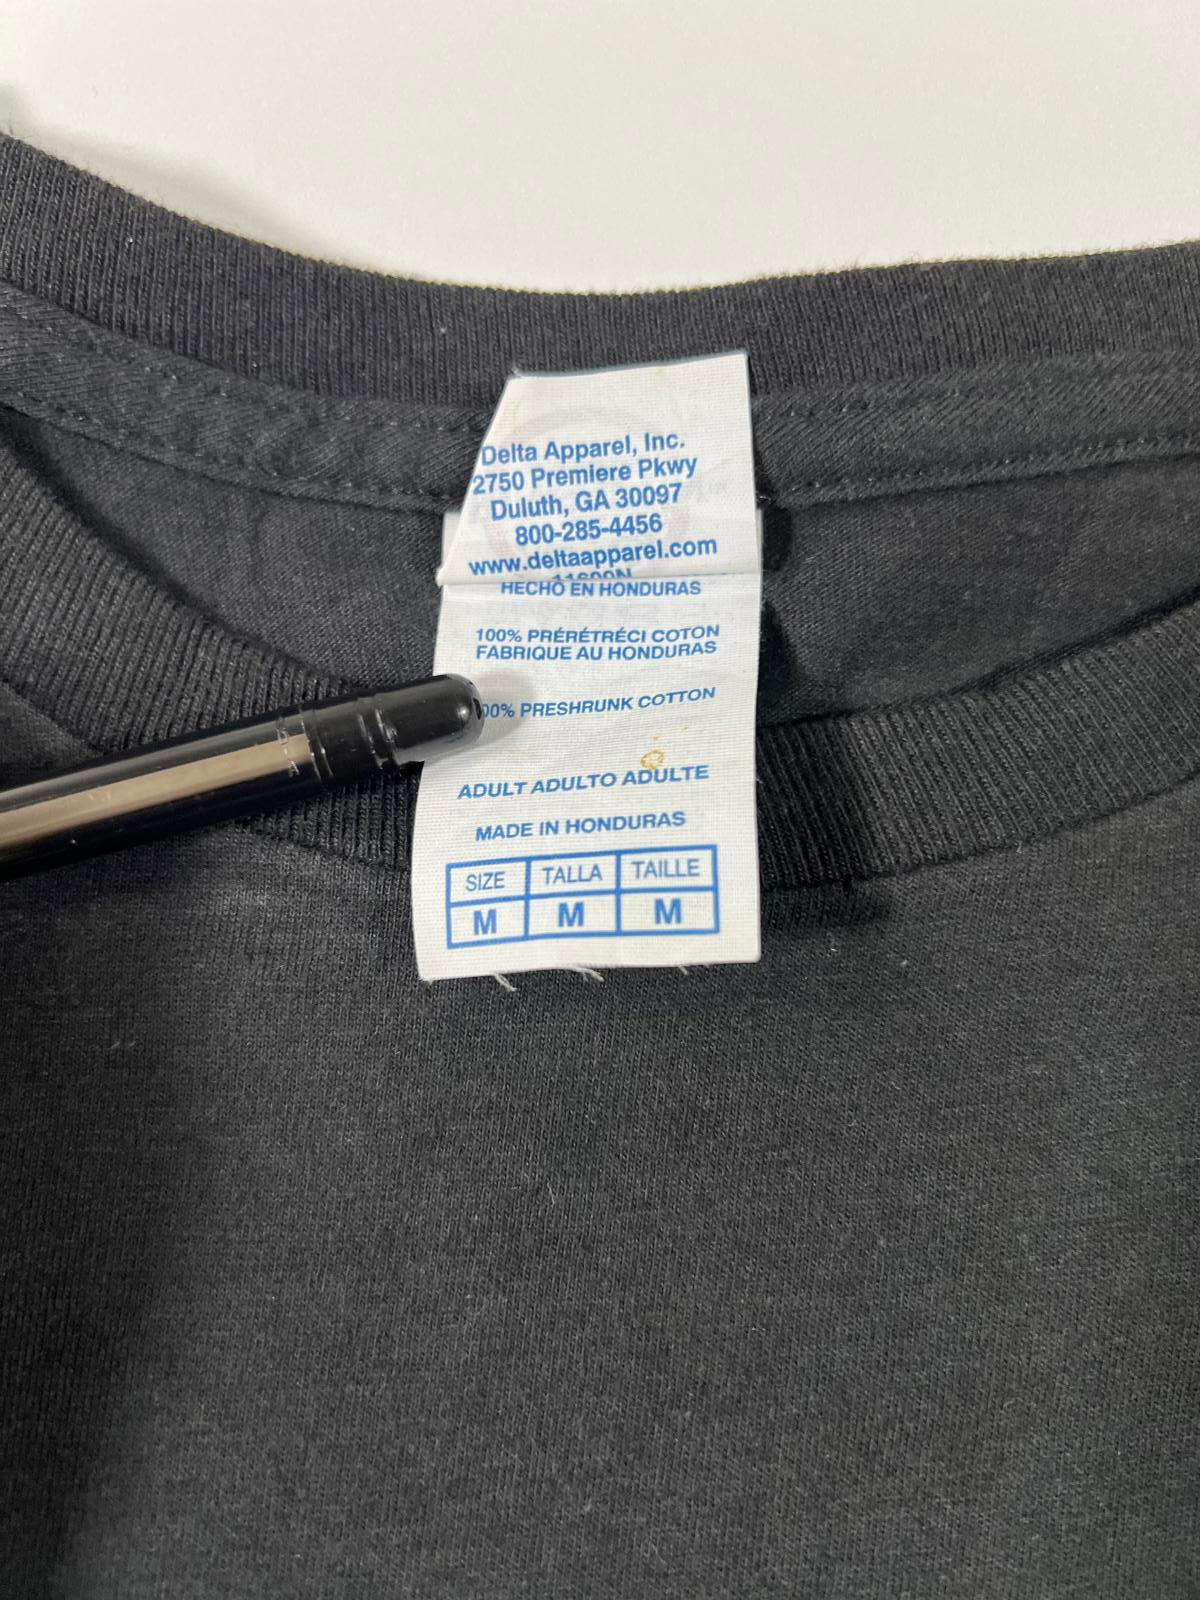 Delta Apparel, Inc.
2750 Premiere Pkwy
Duluth, GA 30097
800-285-4456
www.deltaapparel.com
HECHO EN HONDURAS
100% PRÉRÉTRÉCI COTON
FABRIQUE AU HONDURAS
00% PRESHRUNK COTTON
ADULT ADULTO ADULTE
MADE IN HONDURAS
SIZE TALLA TAILLE
M M M